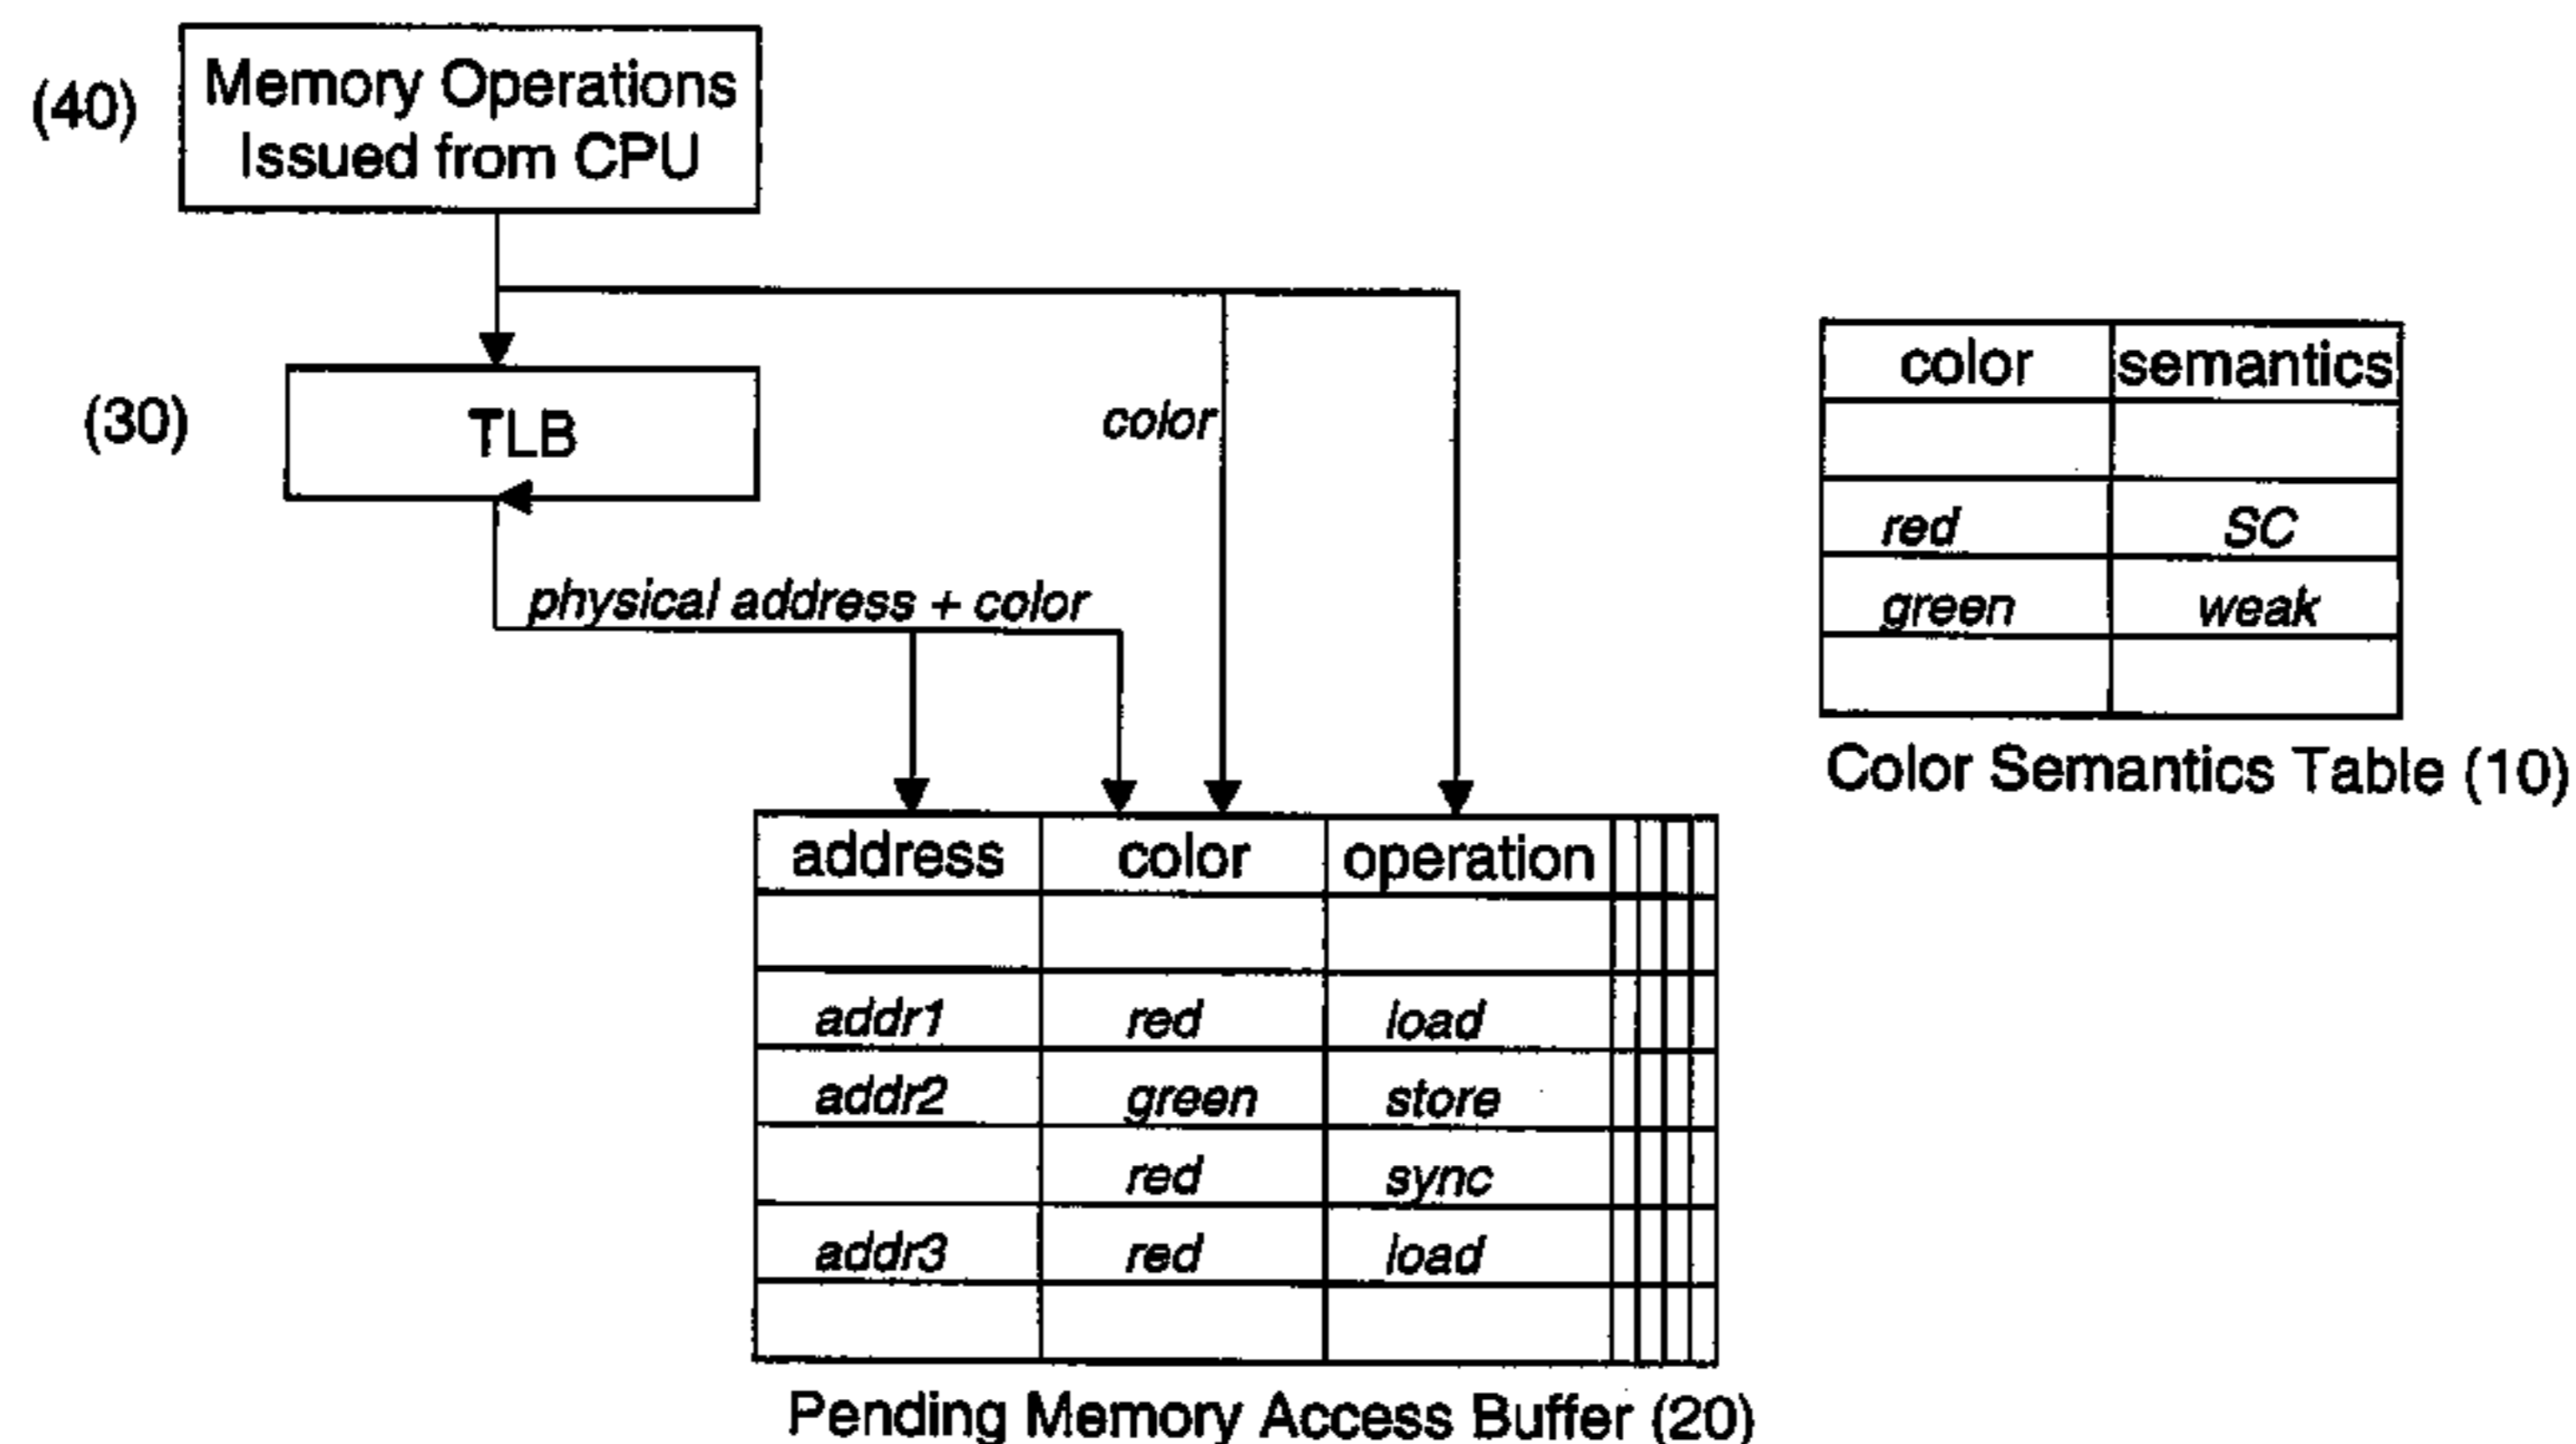 (40)
Memory Operations
Issued from CPU
(30)
TLB
color
physical address + color
color semantics
red SC
green weak
Color Semantics Table (10)
address color operation
addr1 red load
addr2 green store
red sync
addr3 red load
Pending Memory Access Buffer (20)